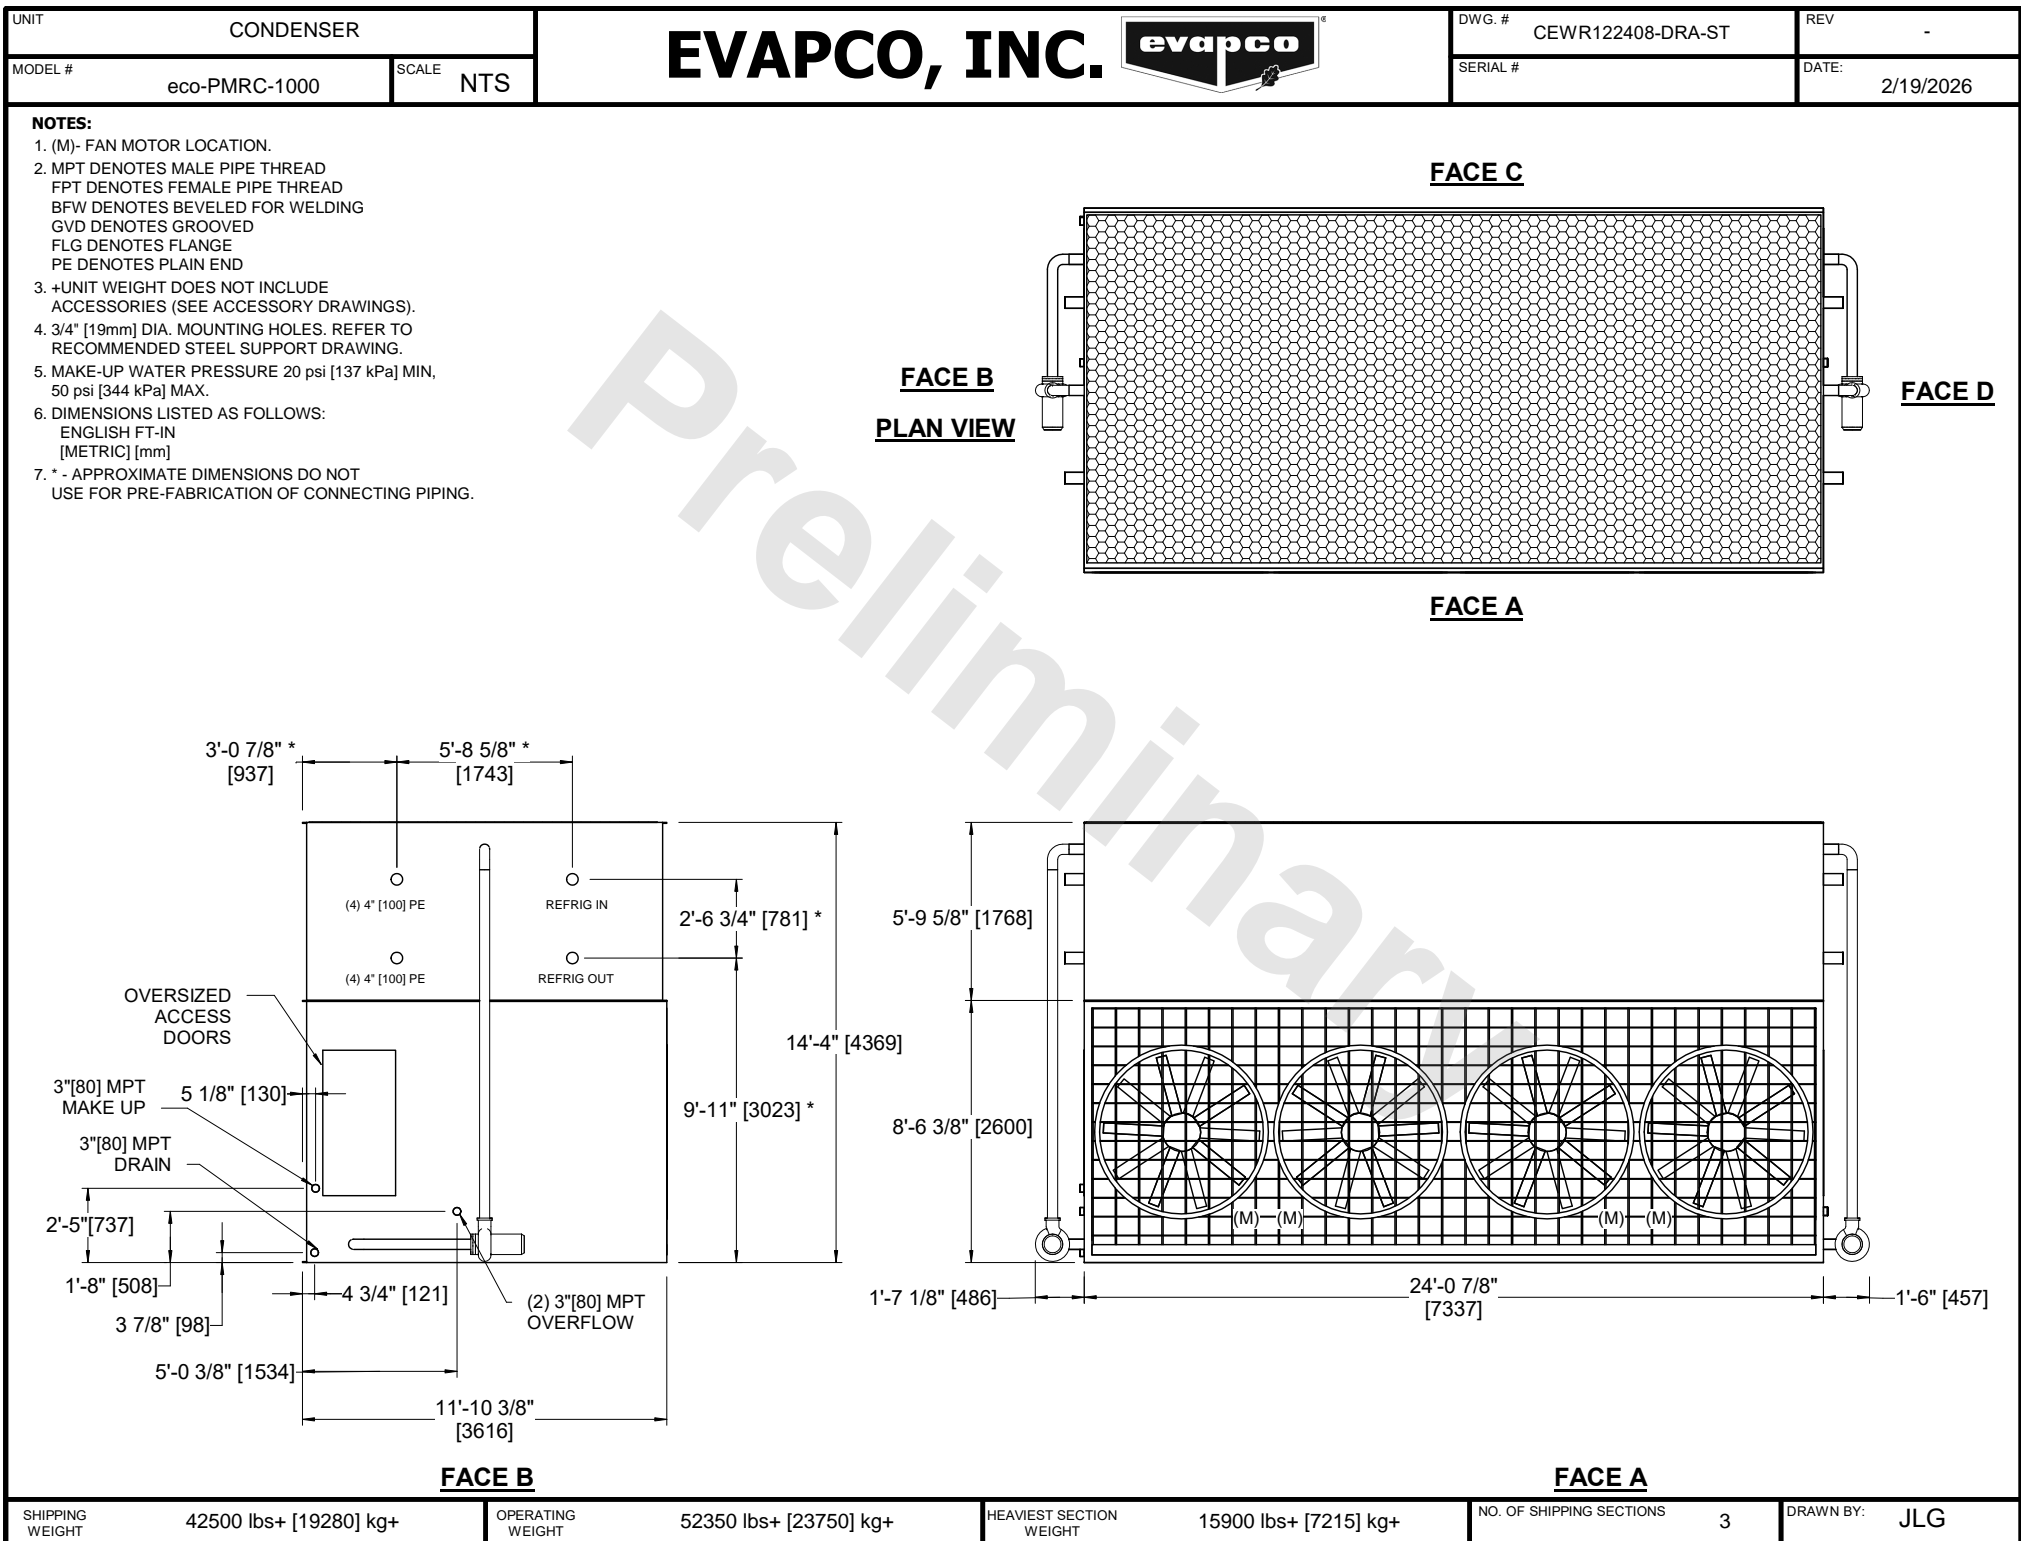 UNIT
CONDENSER
MODEL #
eco-PMRC-1000
SCALE
NTS
EVAPCO, INC.
evapco
®
DWG. #
CEWR122408-DRA-ST
REV
-
SERIAL #
DATE:
2/19/2026
NOTES:
1. (M)- FAN MOTOR LOCATION.
2. MPT DENOTES MALE PIPE THREAD
FPT DENOTES FEMALE PIPE THREAD
BFW DENOTES BEVELED FOR WELDING
GVD DENOTES GROOVED
FLG DENOTES FLANGE
PE DENOTES PLAIN END
3. +UNIT WEIGHT DOES NOT INCLUDE
ACCESSORIES (SEE ACCESSORY DRAWINGS).
4. 3/4" [19mm] DIA. MOUNTING HOLES. REFER TO
RECOMMENDED STEEL SUPPORT DRAWING.
5. MAKE-UP WATER PRESSURE 20 psi [137 kPa] MIN,
50 psi [344 kPa] MAX.
6. DIMENSIONS LISTED AS FOLLOWS:
ENGLISH FT-IN
[METRIC] [mm]
7. * - APPROXIMATE DIMENSIONS DO NOT
USE FOR PRE-FABRICATION OF CONNECTING PIPING.
FACE C
FACE B
PLAN VIEW
FACE D
FACE A
Preliminary
3'-0 7/8" *
[937]
5'-8 5/8" *
[1743]
(4) 4" [100] PE
REFRIG IN
(4) 4" [100] PE
REFRIG OUT
2'-6 3/4" [781] *
14'-4" [4369]
9'-11" [3023] *
OVERSIZED
ACCESS
DOORS
3"[80] MPT
MAKE UP
5 1/8" [130]
3"[80] MPT
DRAIN
2'-5"[737]
1'-8" [508]
3 7/8" [98]
4 3/4" [121]
(2) 3"[80] MPT
OVERFLOW
5'-0 3/8" [1534]
11'-10 3/8"
[3616]
FACE B
5'-9 5/8" [1768]
8'-6 3/8" [2600]
(M)
(M)
(M)
(M)
1'-7 1/8" [486]
24'-0 7/8"
[7337]
1'-6" [457]
FACE A
SHIPPING
WEIGHT
42500 lbs+ [19280] kg+
OPERATING
WEIGHT
52350 lbs+ [23750] kg+
HEAVIEST SECTION
WEIGHT
15900 lbs+ [7215] kg+
NO. OF SHIPPING SECTIONS
3
DRAWN BY:
JLG